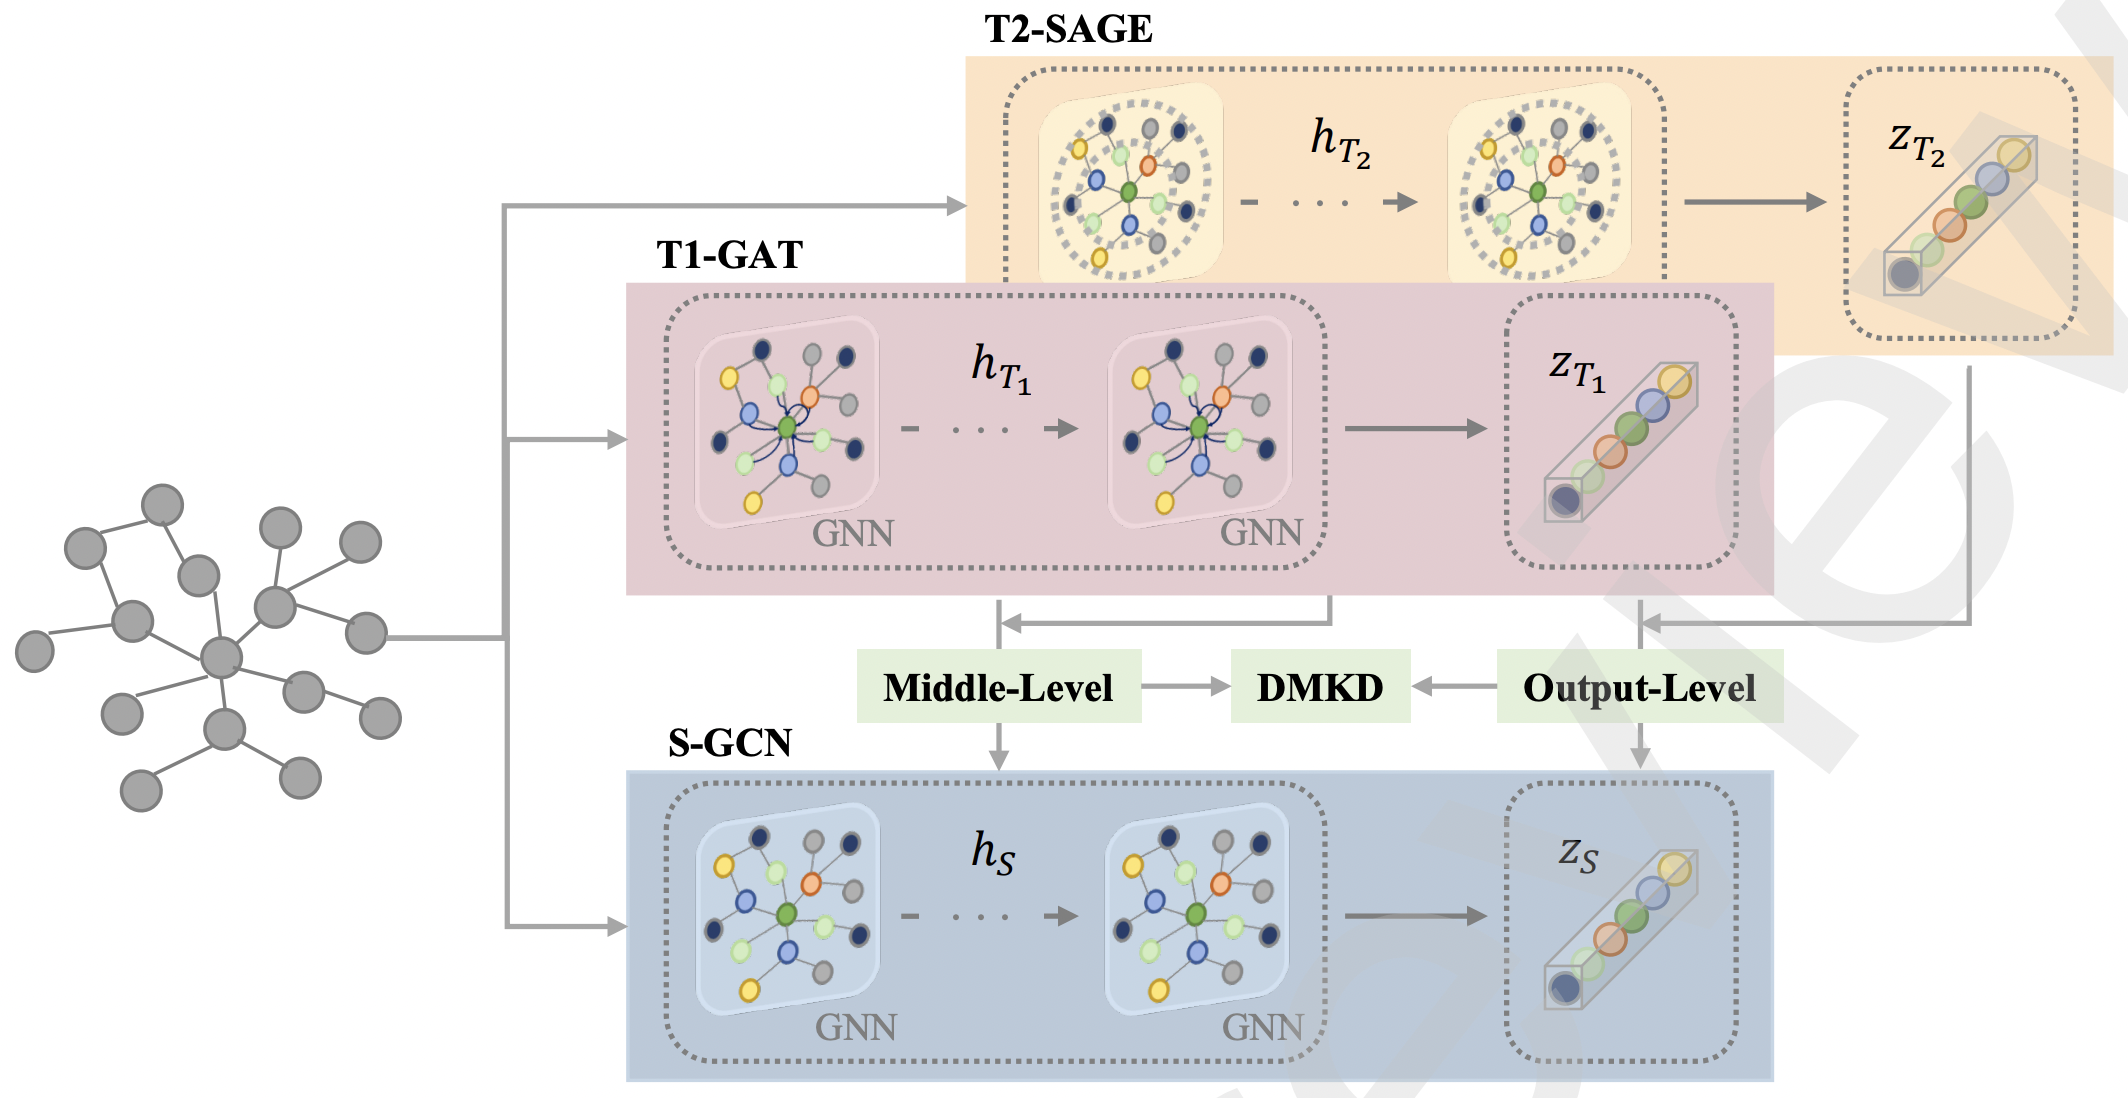 T2-SAGE
h_{T_2}
z_{T_2}
T1-GAT
h_{T_1}
z_{T_1}
GNN
GNN
Middle-Level
DMKD
Output-Level
S-GCN
h_S
z_S
GNN
GNN